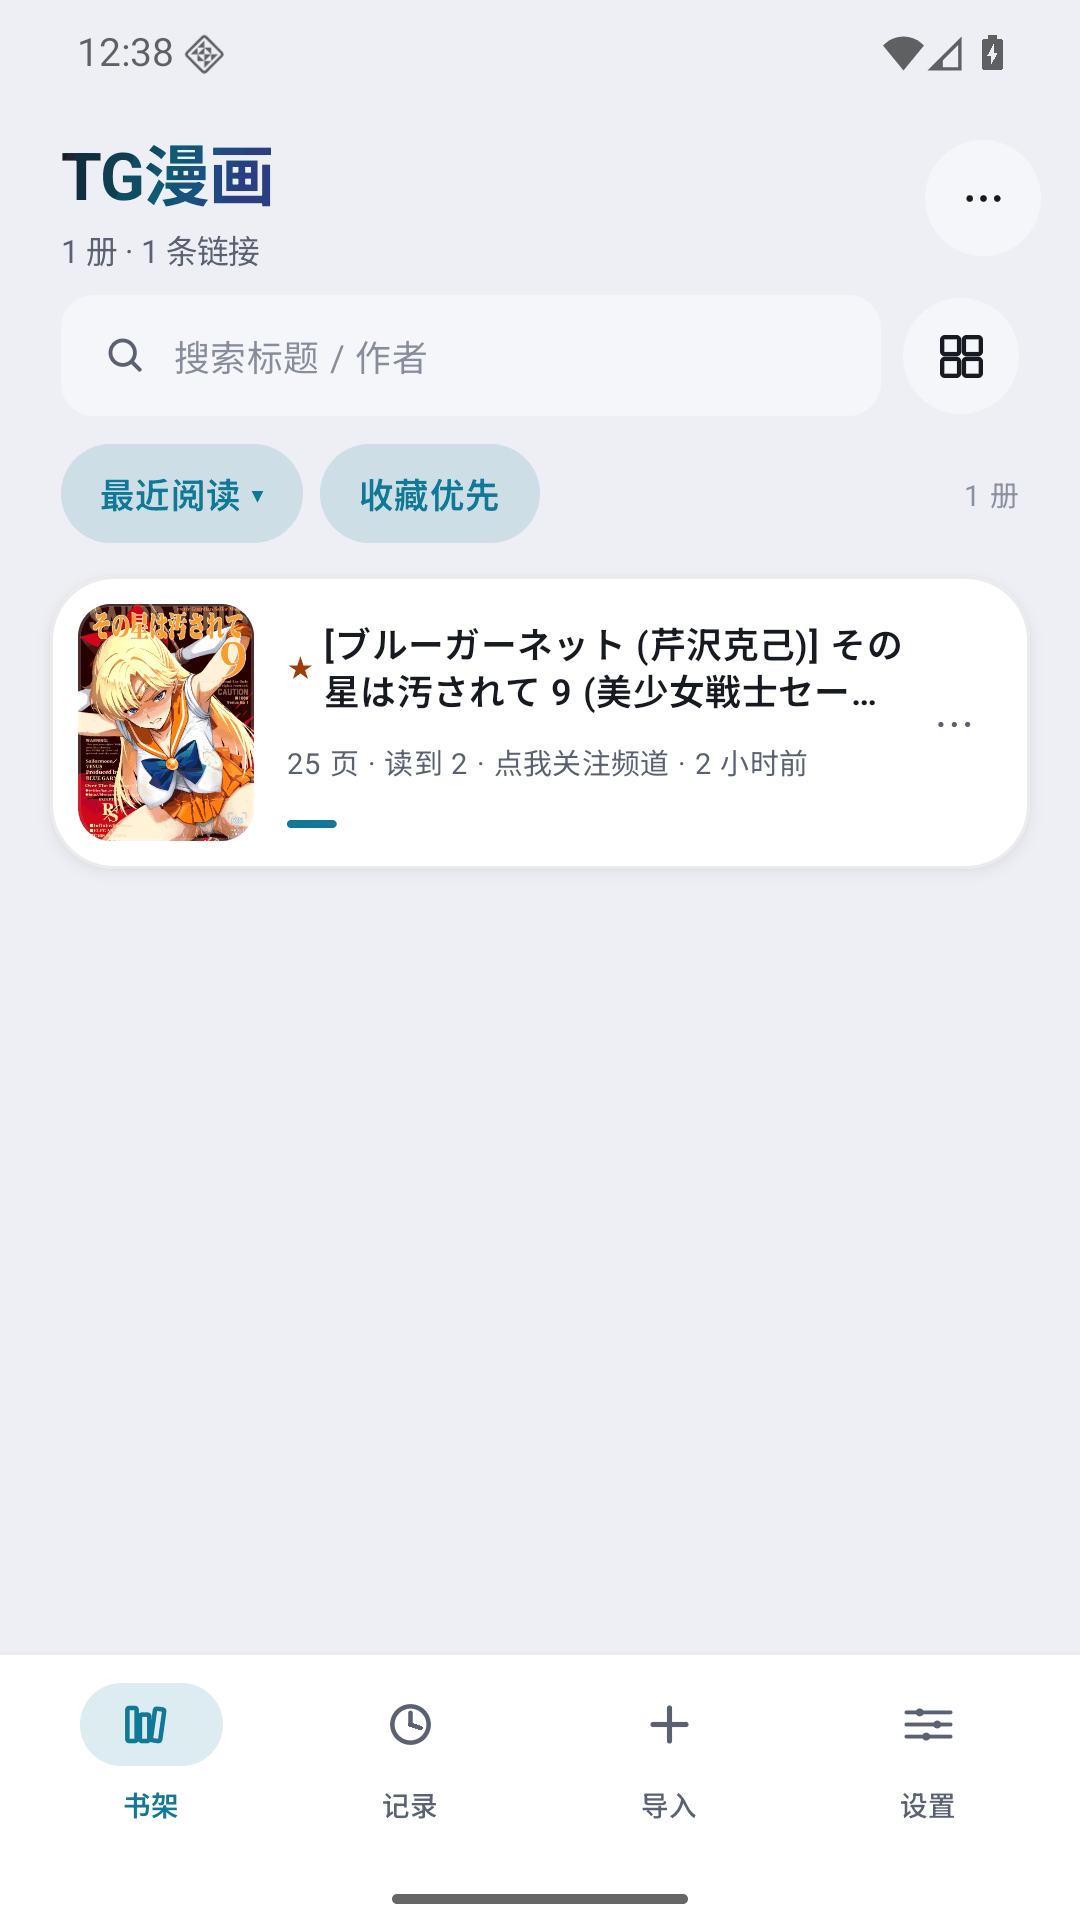 12:38
TG漫画
1 册 · 1 条链接
搜索标题 / 作者
最近阅读 ▾
收藏优先
1 册
その星は汚されて
9
CAUTION
[ブルーガーネット (芹沢克己)] その
星は汚されて 9 (美少女戦士セー...
25 页 · 读到 2 · 点我关注频道 · 2 小时前
书架
记录
导入
设置